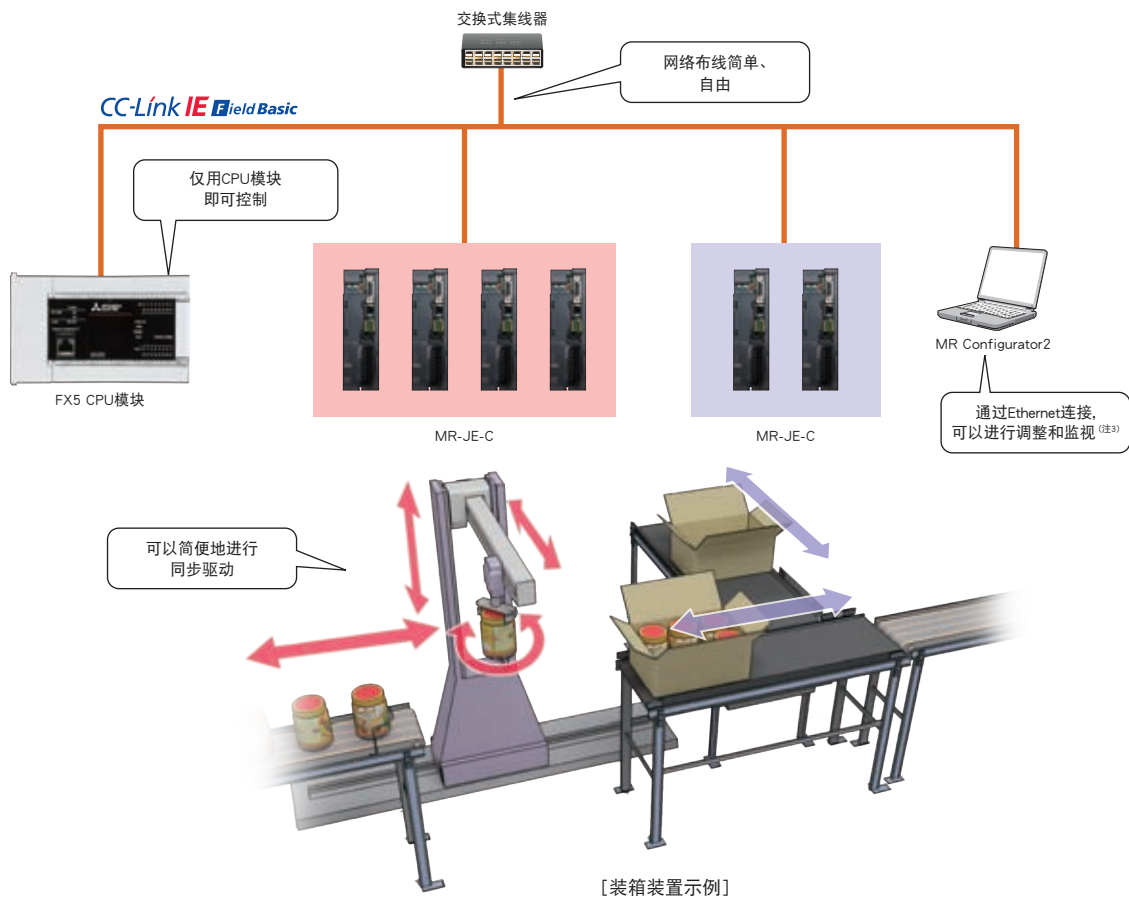 交换式集线器
网络布线简单、
自由
CC-Link IE Field Basic
仅用CPU模块
即可控制
FX5 CPU模块
MR-JE-C
MR-JE-C
MR Configurator2
通过Ethernet连接,
可以进行调整和监视(注3)
可以简便地进行
同步驱动
[装箱装置示例]